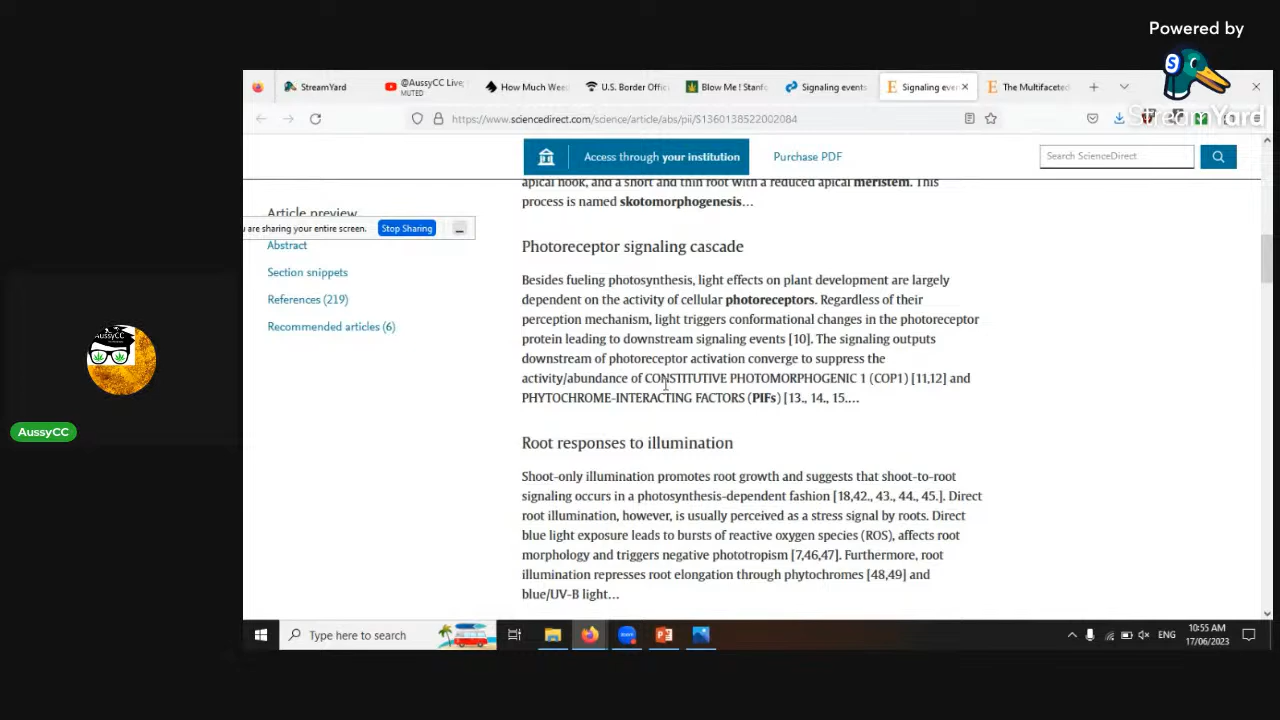 Powered by
StreamYard
StreamYard
@AussyCC Live
MUTED
How Much Weed
U.S. Border Offic
Blow Me ! Stanf
Signaling events
Signaling ever
The Multifaceted
https://www.sciencedirect.com/science/article/abs/pii/S1360138522002084
Access through your institution
Purchase PDF
Search ScienceDirect
apical hook, and a short and thin root with a reduced apical meristem. This
process is named skotomorphogenesis…
Article preview
are sharing your entire screen.
Stop Sharing
Abstract
Section snippets
References (219)
Recommended articles (6)
Photoreceptor signaling cascade
Besides fueling photosynthesis, light effects on plant development are largely
dependent on the activity of cellular photoreceptors. Regardless of their
perception mechanism, light triggers conformational changes in the photoreceptor
protein leading to downstream signaling events [10]. The signaling outputs
downstream of photoreceptor activation converge to suppress the
activity/abundance of CONSTITUTIVE PHOTOMORPHOGENIC 1 (COP1) [11,12] and
PHYTOCHROME-INTERACTING FACTORS (PIFs) [13., 14., 15.…
Root responses to illumination
Shoot-only illumination promotes root growth and suggests that shoot-to-root
signaling occurs in a photosynthesis-dependent fashion [18,42., 43., 44., 45.]. Direct
root illumination, however, is usually perceived as a stress signal by roots. Direct
blue light exposure leads to bursts of reactive oxygen species (ROS), affects root
morphology and triggers negative phototropism [7,46,47]. Furthermore, root
illumination represses root elongation through phytochromes [48,49] and
blue/UV-B light…
AussyCC
AussyCC
Type here to search
zoom
ENG
10:55 AM
17/06/2023